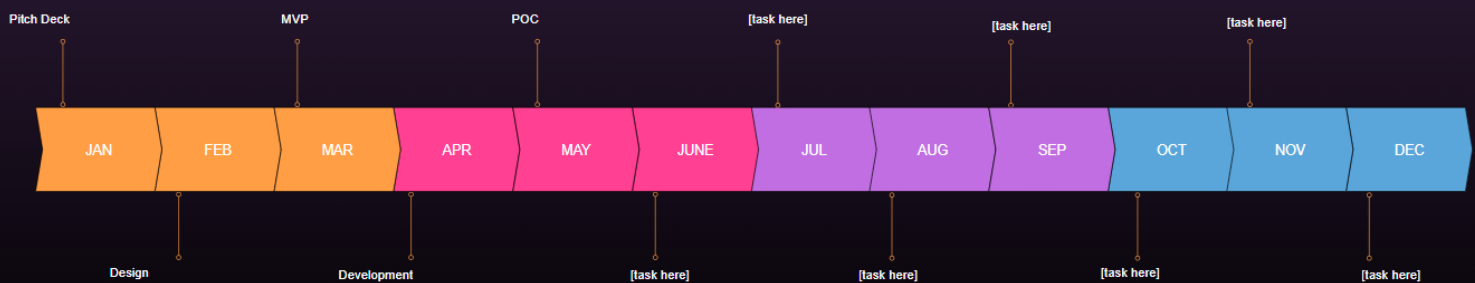 Pitch Deck
MVP
POC
[task here]
[task here]
[task here]
JAN
FEB
MAR
APR
MAY
JUNE
JUL
AUG
SEP
OCT
NOV
DEC
Design
Development
[task here]
[task here]
[task here]
[task here]